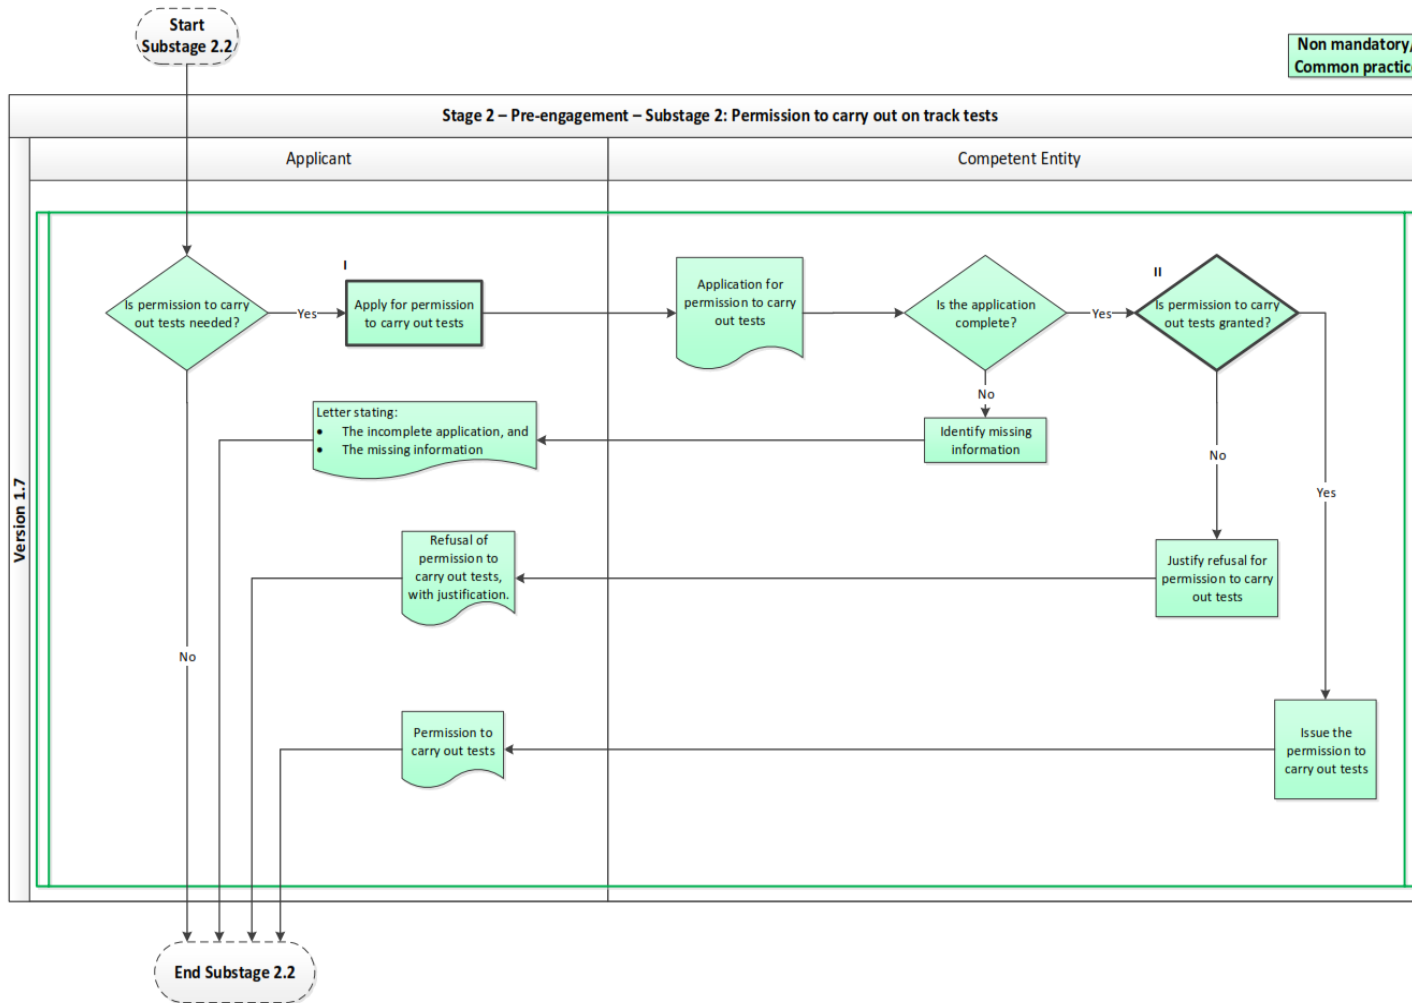 Start
Substage 2.2
Non mandatory/
Common practice
Stage 2 – Pre-engagement – Substage 2: Permission to carry out on track tests
Version 1.7
Applicant
Competent Entity
Is permission to carry
out tests needed?
Yes
I
Apply for permission
to carry out tests
Application for
permission to carry
out tests
Is the application
complete?
Yes
II
Is permission to carry
out tests granted?
No
Identify missing
information
Letter stating:
• The incomplete application, and
• The missing information
No
Yes
Justify refusal for
permission to carry
out tests
Refusal of
permission to
carry out tests,
with justification.
No
Issue the
permission to
carry out tests
Permission to
carry out tests
End Substage 2.2